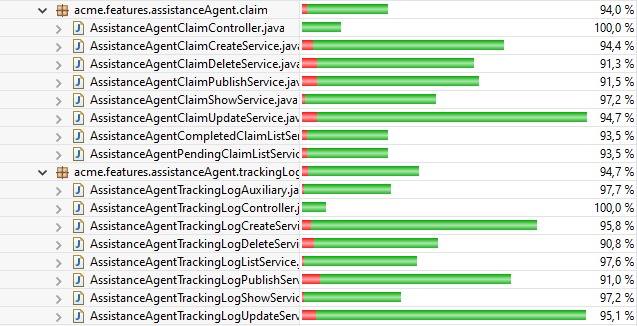 acme.features.assistanceAgent.claim 94,0 %
AssistanceAgentClaimController.java 100,0 %
AssistanceAgentClaimCreateService.java 94,4 %
AssistanceAgentClaimDeleteService.java 91,3 %
AssistanceAgentClaimPublishService.java 91,5 %
AssistanceAgentClaimShowService.java 97,2 %
AssistanceAgentClaimUpdateService.jav 94,7 %
AssistanceAgentCompletedClaimListSer 93,5 %
AssistanceAgentPendingClaimListServic 93,5 %
acme.features.assistanceAgent.trackingLog 94,7 %
AssistanceAgentTrackingLogAuxiliary.ja 97,7 %
AssistanceAgentTrackingLogController.j 100,0 %
AssistanceAgentTrackingLogCreateServi 95,8 %
AssistanceAgentTrackingLogDeleteServi 90,8 %
AssistanceAgentTrackingLogListService. 97,6 %
AssistanceAgentTrackingLogPublishSer 91,0 %
AssistanceAgentTrackingLogShowServic 97,2 %
AssistanceAgentTrackingLogUpdateServ 95,1 %